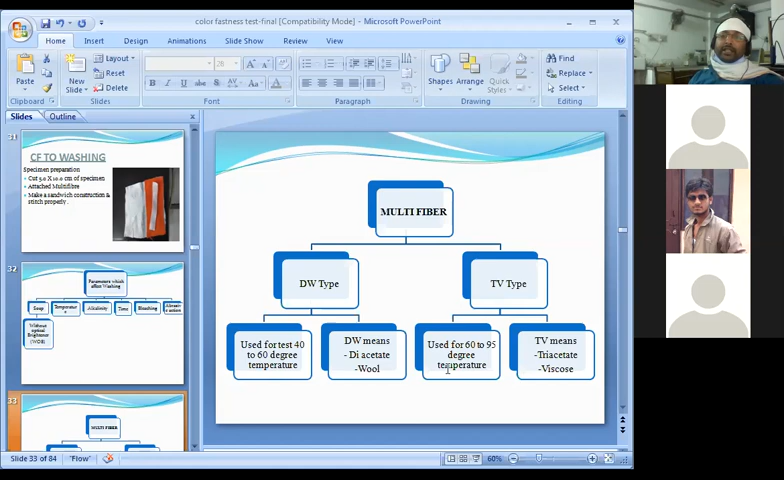 color fastness test-final [Compatibility Mode] - Microsoft PowerPoint
Home Insert Design Animations Slide Show Review View
Paste
New Slide
Layout
Reset
Delete
28
Shapes Arrange Quick Styles
Find
Replace
Select
Clipboard Slides Font Paragraph Drawing Editing
Slides Outline
31
CF TO WASHING
Specimen preparation
Cut 5.0 X 10.0 cm of specimen
Attached Multifibre
Make a sandwich construction & stitch properly.
32
Parameters which affect Washing
Soap Temperature Alkalinity Time Bleaching Abrasive action
Without optical Brightner (WOB)
33
MULTI FIBER
MULTI FIBER
DW Type
TV Type
Used for test 40
to 60 degree
temperature
DW means
- Di acetate
-Wool
Used for 60 to 95
degree
temperature
TV means
-Triacetate
-Viscose
Slide 33 of 84 "Flow" 60%